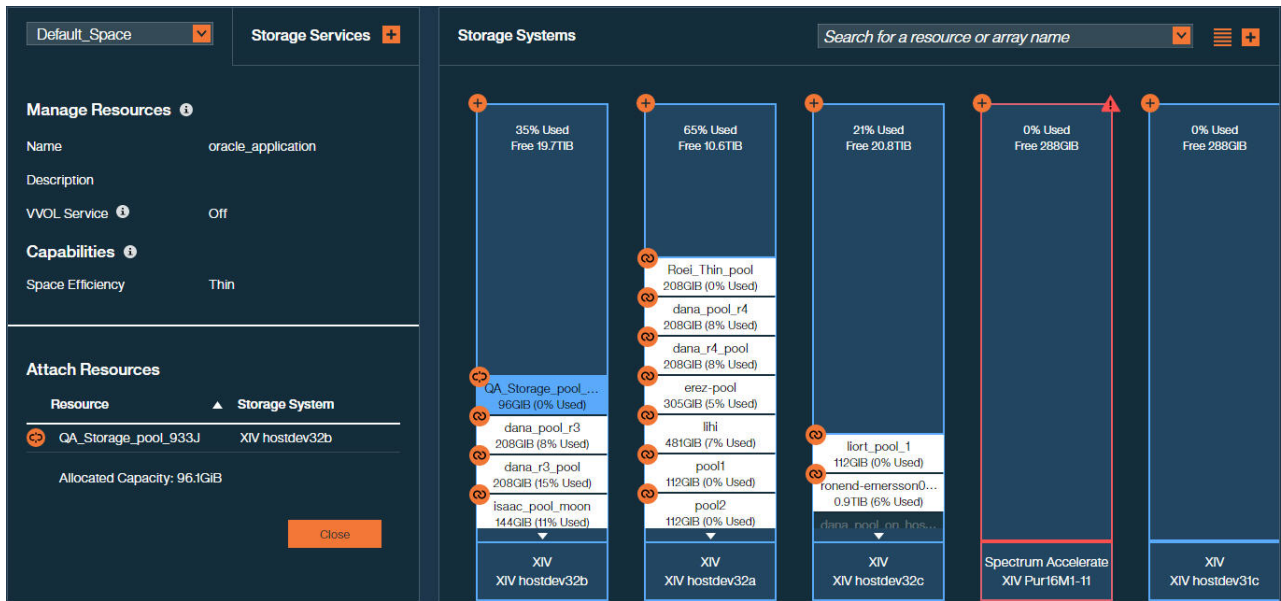 Default_Space
Storage Services
Manage Resources
Name oracle_application
Description
VVOL Service Off
Capabilities
Space Efficiency Thin
Attach Resources
Resource Storage System
QA_Storage_pool_933J XIV hostdev32b
Allocated Capacity: 96.1GiB
Close
Storage Systems
Search for a resource or array name
35% Used
Free 19.7TIB
QA_Storage_pool_...
96GIB (0% Used)
dana_pool_r3
208GIB (8% Used)
dana_r3_pool
208GIB (15% Used)
isaac_pool_moon
144GIB (11% Used)
XIV
XIV hostdev32b
65% Used
Free 10.6TIB
Roei_Thin_pool
208GIB (0% Used)
dana_pool_r4
208GIB (8% Used)
dana_r4_pool
208GIB (8% Used)
erez-pool
305GIB (5% Used)
lihi
481GIB (7% Used)
pool1
112GIB (0% Used)
pool2
112GIB (0% Used)
XIV
XIV hostdev32a
21% Used
Free 20.8TIB
liort_pool_1
112GIB (0% Used)
ronend-emersson0...
0.9TIB (6% Used)
dana_pool_on_hos...
XIV
XIV hostdev32c
0% Used
Free 288GIB
Spectrum Accelerate
XIV Pur16M1-11
0% Used
Free 288GIB
XIV
XIV hostdev31c